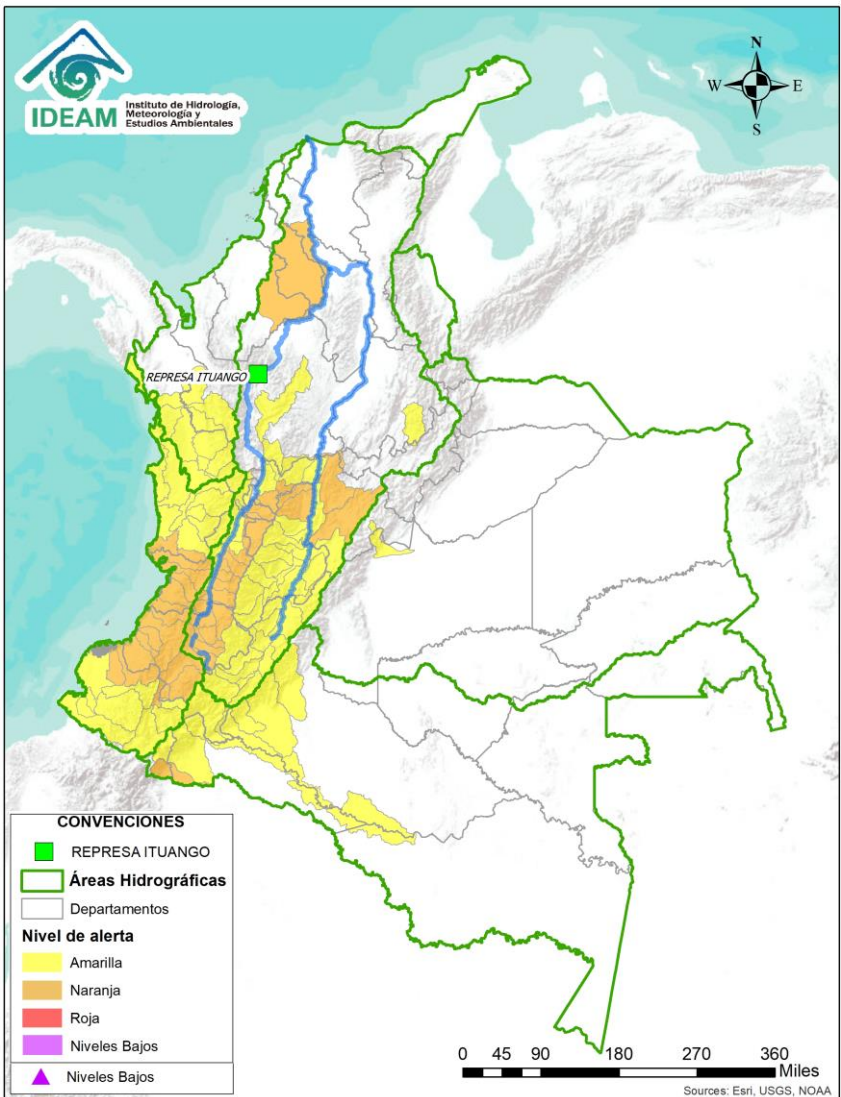 IDEAM
Instituto de Hidrología,
Meteorología y
Estudios Ambientales
N
W
E
S
REPRESA ITUANGO
CONVENCIONES
REPRESA ITUANGO
Áreas Hidrográficas
Departamentos
Nivel de alerta
Amarilla
Naranja
Roja
Niveles Bajos
Niveles Bajos
0 45 90 180 270 360
Miles
Sources: Esri, USGS, NOAA